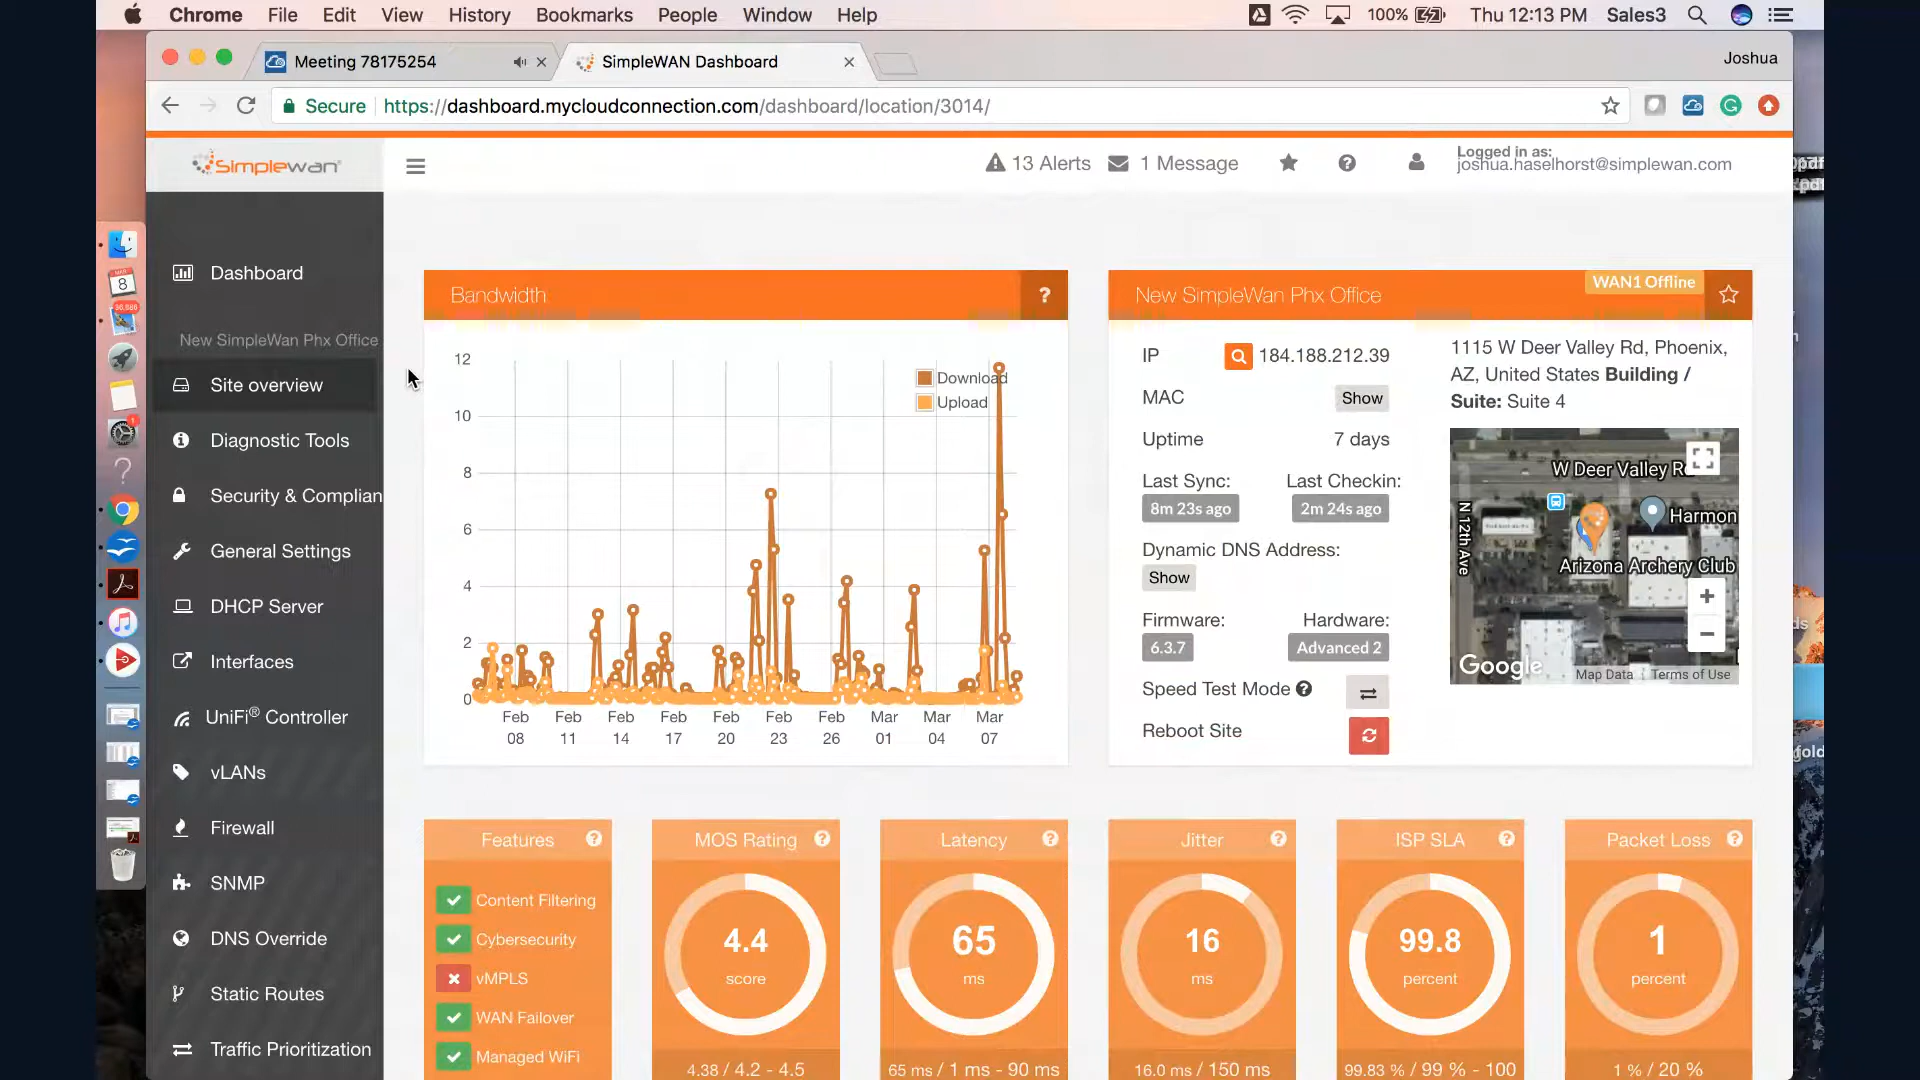 Chrome File Edit View History Bookmarks People Window Help 100% Thu 12:13 PM Sales3
Meeting 78175254 SimpleWAN Dashboard Joshua
Secure https://dashboard.mycloudconnection.com/dashboard/location/3014/
Simplewan® 13 Alerts 1 Message Logged in as:
joshua.haselhorst@simplewan.com
Dashboard
New SimpleWan Phx Office
Site overview
Diagnostic Tools
Security & Complian
General Settings
DHCP Server
Interfaces
UniFi® Controller
vLANs
Firewall
SNMP
DNS Override
Static Routes
Traffic Prioritization
Bandwidth ?
12
10
8
6
4
2
0
Download
Upload
Feb 08
Feb 11
Feb 14
Feb 17
Feb 20
Feb 23
Feb 26
Mar 01
Mar 04
Mar 07
New SimpleWan Phx Office WAN1 Offline
IP 184.188.212.39
MAC Show
Uptime 7 days
Last Sync: Last Checkin:
8m 23s ago 2m 24s ago
Dynamic DNS Address:
Show
Firmware: Hardware:
6.3.7 Advanced 2
Speed Test Mode ?
Reboot Site
1115 W Deer Valley Rd, Phoenix,
AZ, United States Building /
Suite: Suite 4
W Deer Valley R
N 12th Ave
Harmon
Arizona Archery Club
+
−
Google Map Data Terms of Use
Features ?
Content Filtering
Cybersecurity
vMPLS
WAN Failover
Managed WiFi
MOS Rating ?
4.4
score
4.38 / 4.2 - 4.5
Latency ?
65
ms
65 ms / 1 ms - 90 ms
Jitter ?
16
ms
16.0 ms / 150 ms
ISP SLA ?
99.8
percent
99.83 % / 99 % - 100
Packet Loss ?
1
percent
1 % / 20 %